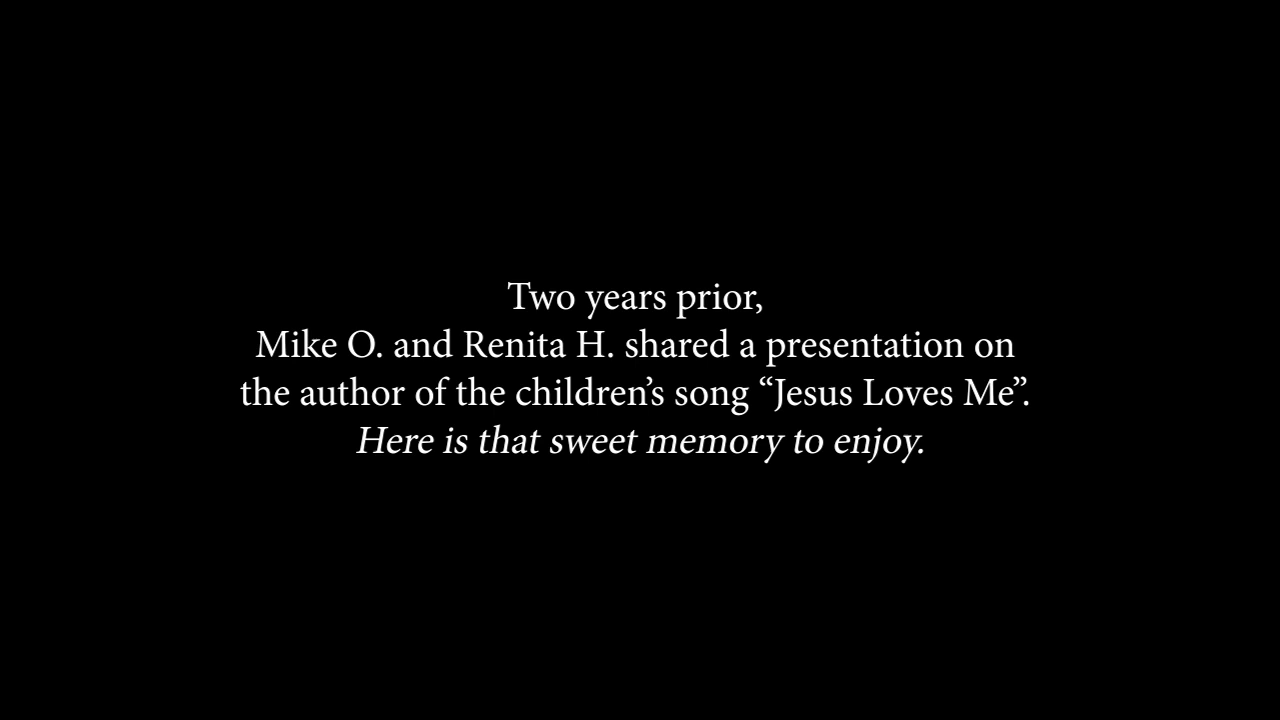 Two years prior,
Mike O. and Renita H. shared a presentation on
the author of the children’s song “Jesus Loves Me”.
Here is that sweet memory to enjoy.